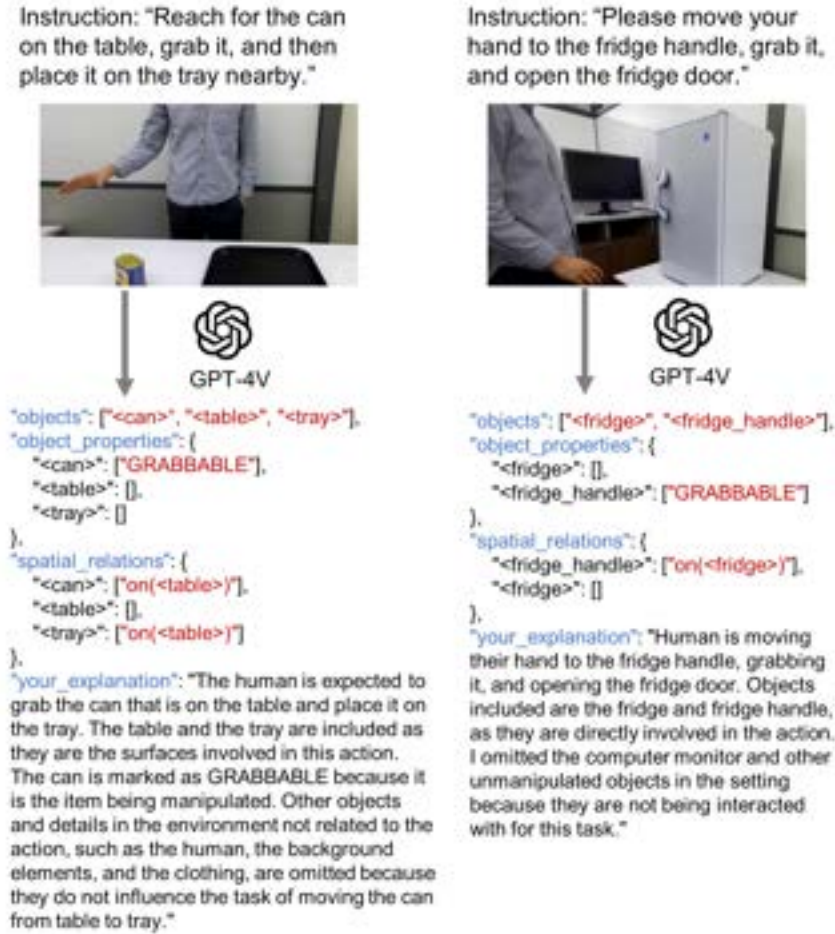 Instruction: "Reach for the can
on the table, grab it, and then
place it on the tray nearby."
GPT-4V
"objects": ["<can>", "<table>", "<tray>"],
"object_properties": {
"<can>": ["GRABBABLE"],
"<table>": [],
"<tray>": []
},
"spatial_relations": {
"<can>": ["on(<table>)"],
"<table>": [],
"<tray>": ["on(<table>)"]
},
"your_explanation": "The human is expected to
grab the can that is on the table and place it on
the tray. The table and the tray are included as
they are the surfaces involved in this action.
The can is marked as GRABBABLE because it
is the item being manipulated. Other objects
and details in the environment not related to the
action, such as the human, the background
elements, and the clothing, are omitted because
they do not influence the task of moving the can
from table to tray."
Instruction: "Please move your
hand to the fridge handle, grab it,
and open the fridge door."
GPT-4V
"objects": ["<fridge>", "<fridge_handle>"],
"object_properties": {
"<fridge>": [],
"<fridge_handle>": ["GRABBABLE"]
},
"spatial_relations": {
"<fridge_handle>": ["on(<fridge>)"],
"<fridge>": []
},
"your_explanation": "Human is moving
their hand to the fridge handle, grabbing
it, and opening the fridge door. Objects
included are the fridge and fridge handle,
as they are directly involved in the action.
I omitted the computer monitor and other
unmanipulated objects in the setting
because they are not being interacted
with for this task."